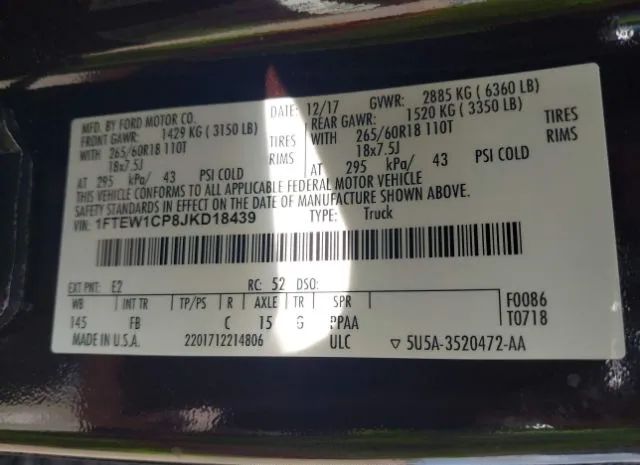 MFD. BY FORD MOTOR CO.
DATE: 12/17 GVWR: 2885 KG ( 6360 LB)
FRONT GAWR: 1429 KG ( 3150 LB)
REAR GAWR: 1520 KG ( 3350 LB)
WITH 265/60R18 110T TIRES
WITH 265/60R18 110T TIRES
18x7.5J RIMS
18x7.5J RIMS
AT 295 kPa/ 43 PSI COLD
AT 295 kPa/ 43 PSI COLD
THIS VEHICLE CONFORMS TO ALL APPLICABLE FEDERAL MOTOR VEHICLE
SAFETY STANDARDS IN EFFECT ON THE DATE OF MANUFACTURE SHOWN ABOVE.
VIN: 1FTEW1CP8JKD18439 TYPE: Truck
EXT PNT: E2 RC: 52 DSO:
WB INT TR TP/PS R AXLE TR SPR F0086
145 FB C 15 G PPAA T0718
MADE IN U.S.A. 2201712214806 ULC ▽ 5U5A-3520472-AA